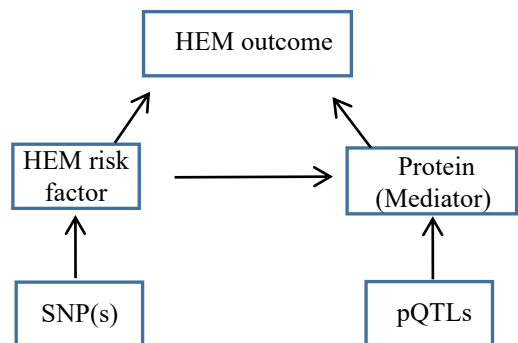 HEM outcome
HEM risk
factor
Protein
(Mediator)
SNP(s)
pQTLs